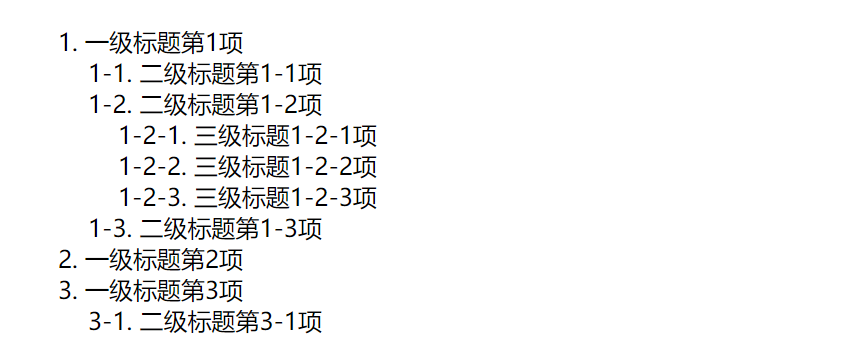 1. 一级标题第1项
1-1. 二级标题第1-1项
1-2. 二级标题第1-2项
1-2-1. 三级标题1-2-1项
1-2-2. 三级标题1-2-2项
1-2-3. 三级标题1-2-3项
1-3. 二级标题第1-3项
2. 一级标题第2项
3. 一级标题第3项
3-1. 二级标题第3-1项